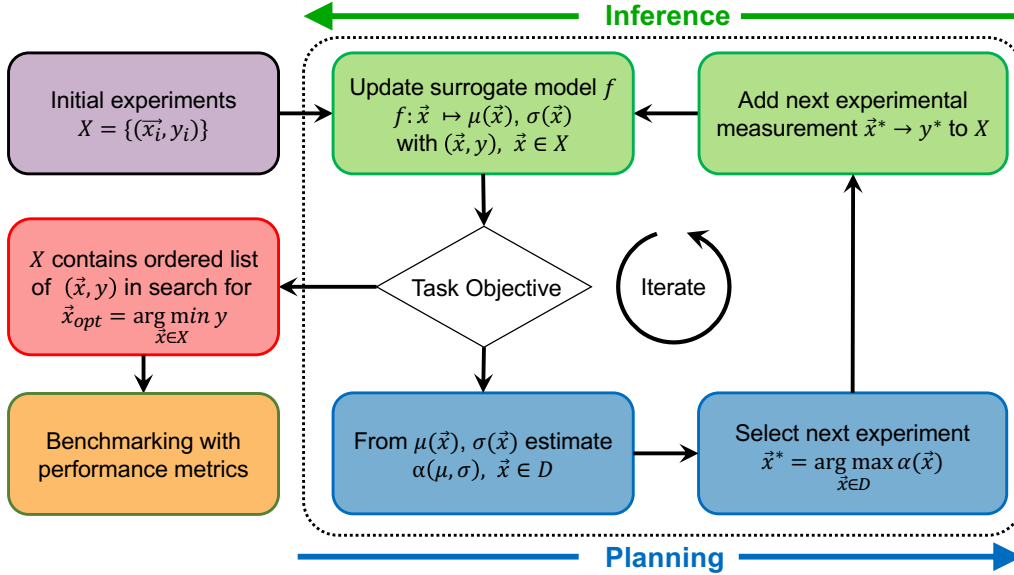 Inference
Initial experiments
X = {(x⃗ᵢ, yᵢ)}
Update surrogate model f
f: x⃗ ↦ μ(x⃗), σ(x⃗)
with (x⃗, y), x⃗ ∈ X
Add next experimental
measurement x⃗* → y* to X
X contains ordered list
of (x⃗, y) in search for
x⃗ₒₚₜ = arg min y
x⃗∈X
Task Objective
Iterate
Benchmarking with
performance metrics
From μ(x⃗), σ(x⃗) estimate
α(μ, σ), x⃗ ∈ D
Select next experiment
x⃗* = arg max α(x⃗)
x⃗∈D
Planning